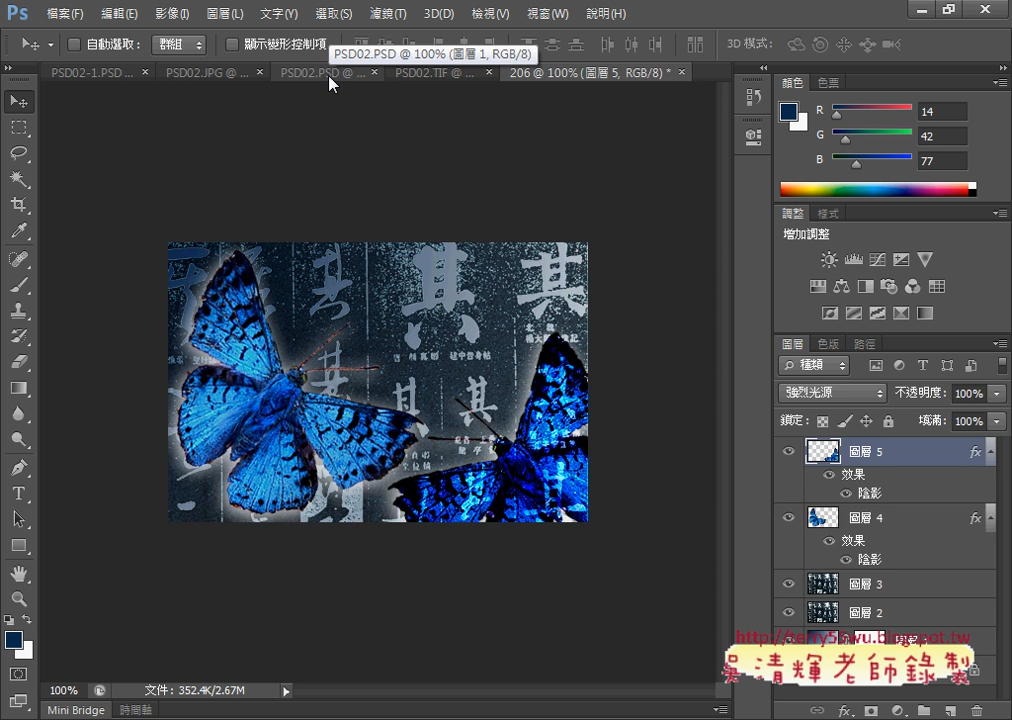 Ps 檔案(F) 編輯(E) 影像(I) 圖層(L) 文字(Y) 選取(S) 濾鏡(T) 3D(D) 檢視(V) 視窗(W) 說明(H)
自動選取： 群組 顯示變形控制項 3D 模式：
PSD02.PSD @ 100% (圖層 1, RGB/8)
PSD02-1.PSD ... × PSD02.JPG @ ... × PSD02.PSD @ ... × PSD02.TIF @ ... × 206 @ 100% (圖層 5, RGB/8) * ×
顏色 色票
R 14
G 42
B 77
調整 樣式
增加調整
圖層 色版 路徑
種類
強烈光源 不透明度： 100%
鎖定： 填滿： 100%
圖層 5 fx
效果
陰影
圖層 4 fx
效果
陰影
圖層 3
圖層 2
其
其
其
其
http://terry55wu.blogspot.tw
吳清輝老師錄製
100% 文件：352.4K/2.67M
Mini Bridge 時間軸